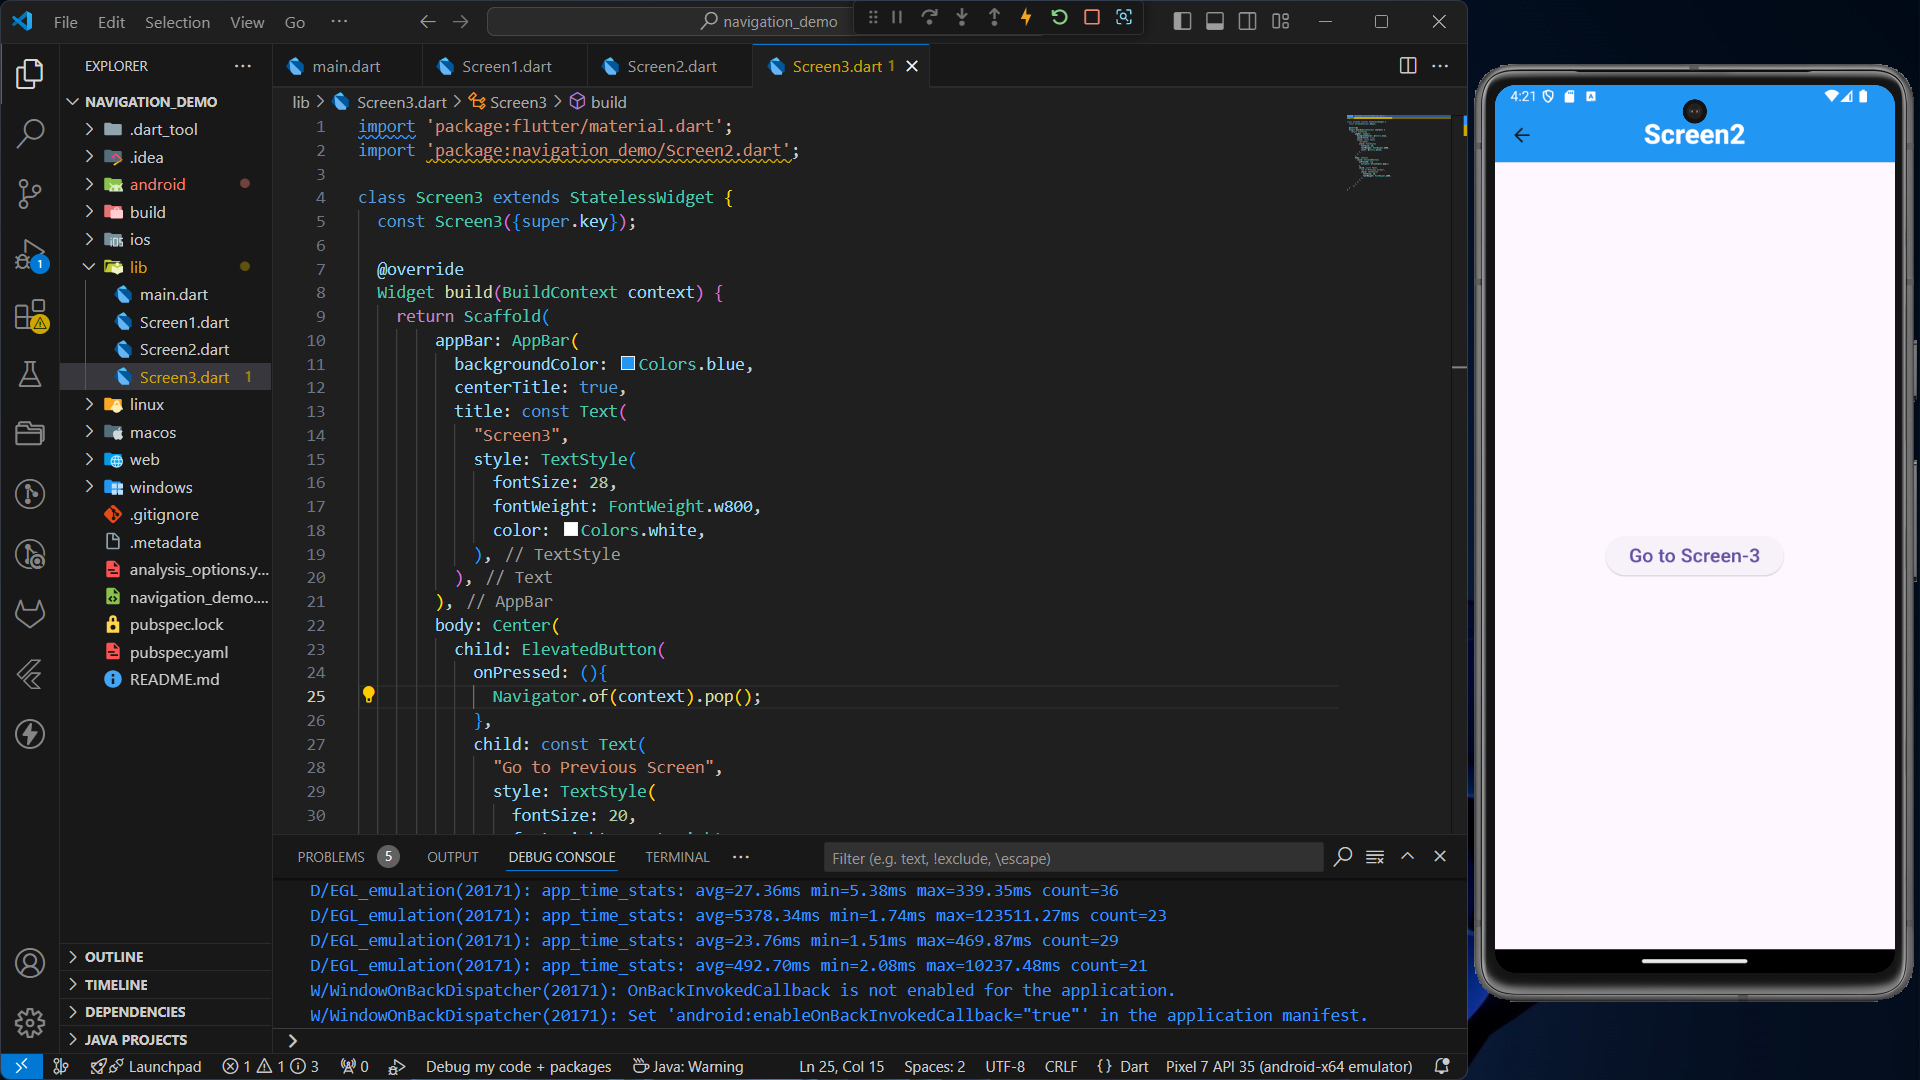 File Edit Selection View Go ··· navigation_demo
EXPLORER ···
NAVIGATION_DEMO
.dart_tool
.idea
android
build
ios
lib
main.dart
Screen1.dart
Screen2.dart
Screen3.dart 1
linux
macos
web
windows
.gitignore
.metadata
analysis_options.y...
navigation_demo....
pubspec.lock
pubspec.yaml
README.md
OUTLINE
TIMELINE
DEPENDENCIES
JAVA PROJECTS
1
main.dart Screen1.dart Screen2.dart Screen3.dart 1
lib > Screen3.dart > Screen3 > build
1 import 'package:flutter/material.dart';
2 import 'package:navigation_demo/Screen2.dart';
3
4 class Screen3 extends StatelessWidget {
5 const Screen3({super.key});
6
7 @override
8 Widget build(BuildContext context) {
9 return Scaffold(
10 appBar: AppBar(
11 backgroundColor: Colors.blue,
12 centerTitle: true,
13 title: const Text(
14 "Screen3",
15 style: TextStyle(
16 fontSize: 28,
17 fontWeight: FontWeight.w800,
18 color: Colors.white,
19 ), // TextStyle
20 ), // Text
21 ), // AppBar
22 body: Center(
23 child: ElevatedButton(
24 onPressed: (){
25 Navigator.of(context).pop();
26 },
27 child: const Text(
28 "Go to Previous Screen",
29 style: TextStyle(
30 fontSize: 20,
PROBLEMS 5 OUTPUT DEBUG CONSOLE TERMINAL ··· Filter (e.g. text, !exclude, \escape)
D/EGL_emulation(20171): app_time_stats: avg=27.36ms min=5.38ms max=339.35ms count=36
D/EGL_emulation(20171): app_time_stats: avg=5378.34ms min=1.74ms max=123511.27ms count=23
D/EGL_emulation(20171): app_time_stats: avg=23.76ms min=1.51ms max=469.87ms count=29
D/EGL_emulation(20171): app_time_stats: avg=492.70ms min=2.08ms max=10237.48ms count=21
W/WindowOnBackDispatcher(20171): OnBackInvokedCallback is not enabled for the application.
W/WindowOnBackDispatcher(20171): Set 'android:enableOnBackInvokedCallback="true"' in the application manifest.
Launchpad 1 1 3 0 Debug my code + packages Java: Warning Ln 25, Col 15 Spaces: 2 UTF-8 CRLF {} Dart Pixel 7 API 35 (android-x64 emulator)
4:21
Screen2
Go to Screen-3